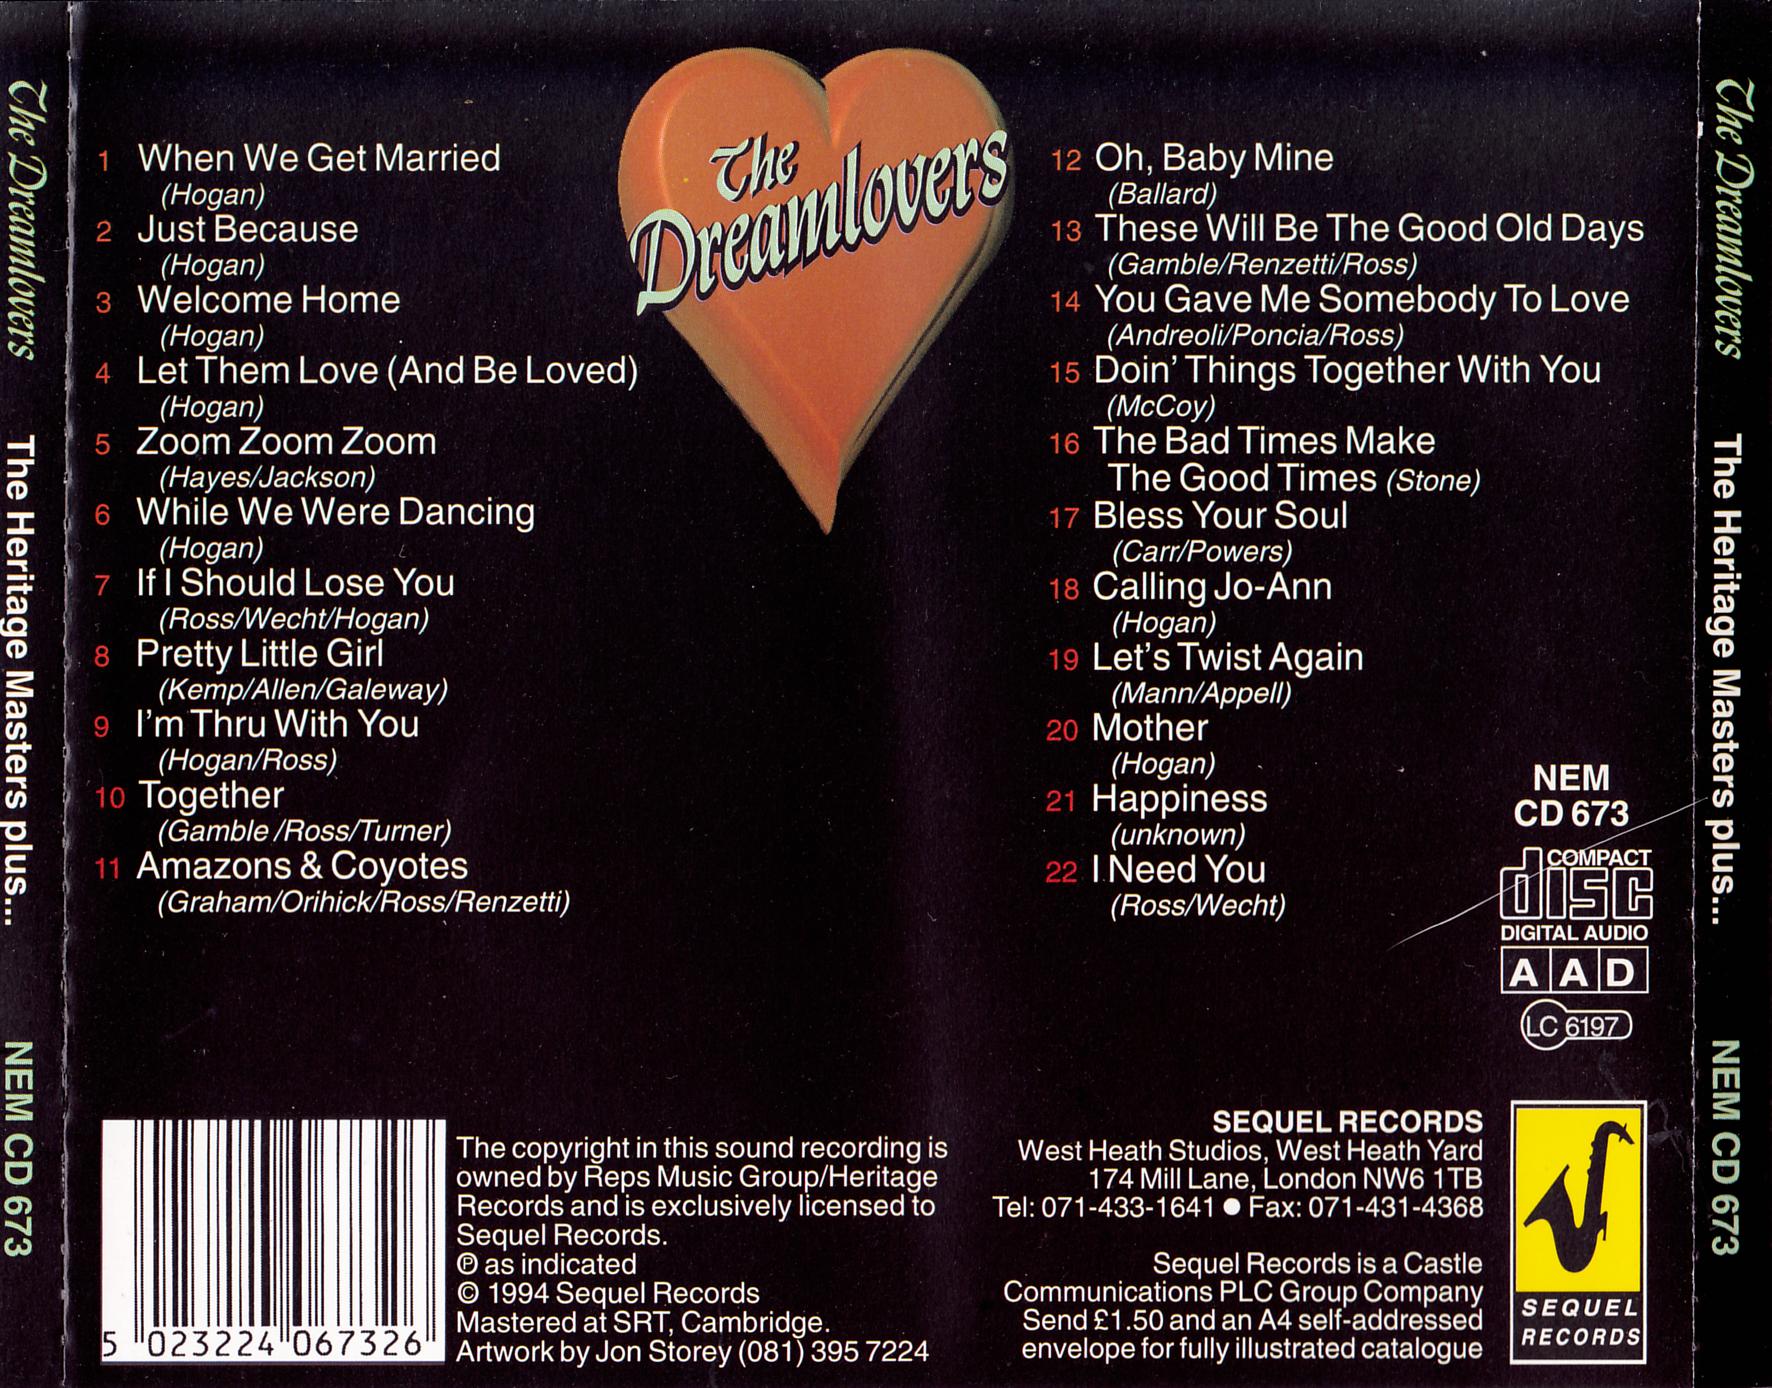 The Dreamlovers The Heritage Masters plus... NEM CD 673
The
Dreamlovers
1 When We Get Married
(Hogan)
2 Just Because
(Hogan)
3 Welcome Home
(Hogan)
4 Let Them Love (And Be Loved)
(Hogan)
5 Zoom Zoom Zoom
(Hayes/Jackson)
6 While We Were Dancing
(Hogan)
7 If I Should Lose You
(Ross/Wecht/Hogan)
8 Pretty Little Girl
(Kemp/Allen/Galeway)
9 I'm Thru With You
(Hogan/Ross)
10 Together
(Gamble /Ross/Turner)
11 Amazons & Coyotes
(Graham/Orihick/Ross/Renzetti)
12 Oh, Baby Mine
(Ballard)
13 These Will Be The Good Old Days
(Gamble/Renzetti/Ross)
14 You Gave Me Somebody To Love
(Andreoli/Poncia/Ross)
15 Doin' Things Together With You
(McCoy)
16 The Bad Times Make
The Good Times (Stone)
17 Bless Your Soul
(Carr/Powers)
18 Calling Jo-Ann
(Hogan)
19 Let's Twist Again
(Mann/Appell)
20 Mother
(Hogan)
21 Happiness
(unknown)
22 I Need You
(Ross/Wecht)
NEM
CD 673
COMPACT
disc
DIGITAL AUDIO
A A D
LC 6197
5 023224 067326
The copyright in this sound recording is
owned by Reps Music Group/Heritage
Records and is exclusively licensed to
Sequel Records.
℗ as indicated
© 1994 Sequel Records
Mastered at SRT, Cambridge.
Artwork by Jon Storey (081) 395 7224
SEQUEL RECORDS
West Heath Studios, West Heath Yard
174 Mill Lane, London NW6 1TB
Tel: 071-433-1641 ● Fax: 071-431-4368
Sequel Records is a Castle
Communications PLC Group Company
Send £1.50 and an A4 self-addressed
envelope for fully illustrated catalogue
SEQUEL
RECORDS
The Dreamlovers The Heritage Masters plus... NEM CD 673